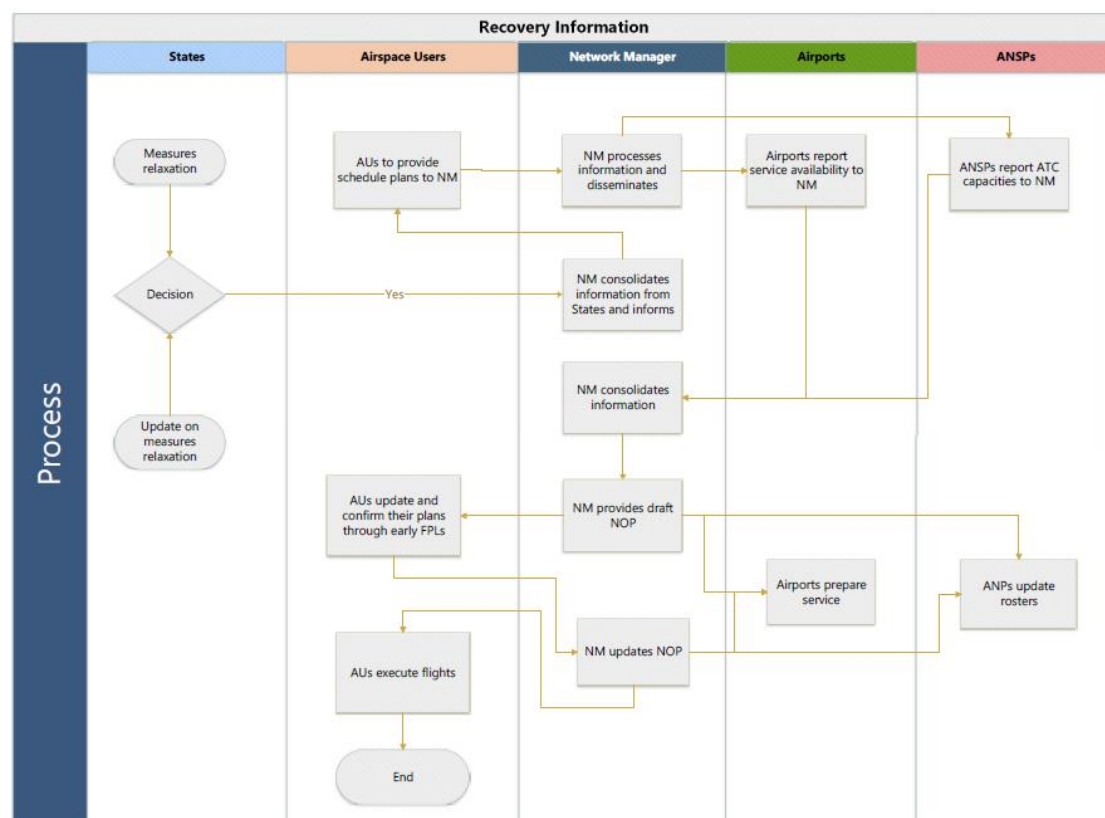 Recovery Information
States
Airspace Users
Network Manager
Airports
ANSPs
Process
Measures
relaxation
AUs to provide
schedule plans to NM
NM processes
information and
disseminates
Airports report
service availability to
NM
ANSPs report ATC
capacities to NM
Decision
Yes
NM consolidates
information from
States and informs
NM consolidates
information
Update on
measures
relaxation
AUs update and
confirm their plans
through early FPLs
NM provides draft
NOP
Airports prepare
service
ANPs update
rosters
AUs execute flights
NM updates NOP
End